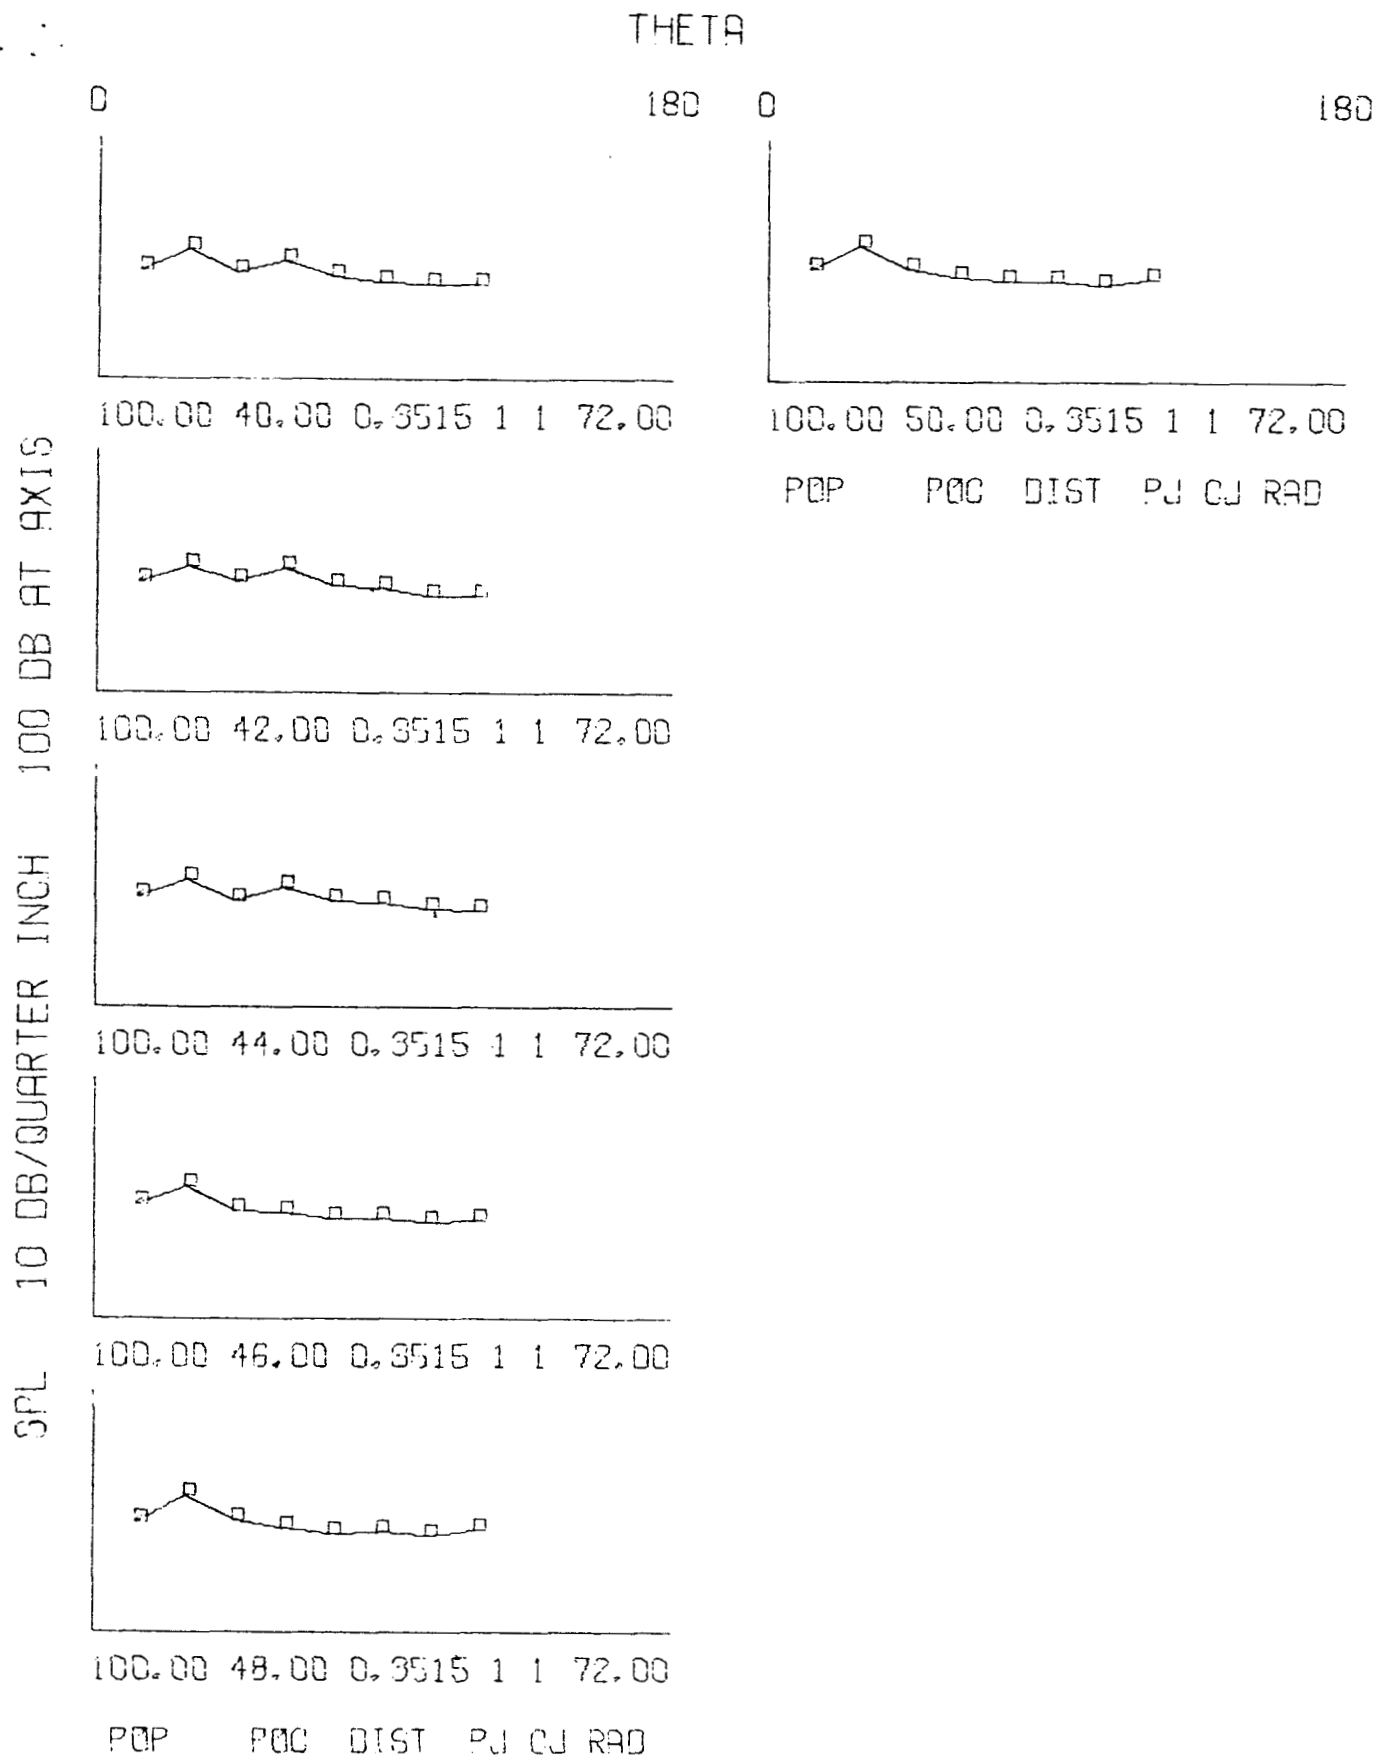 THETA
0 180 0 180
100.00 40.00 0.3515 1 1 72.00
100.00 50.00 0.3515 1 1 72.00
P0P P0C DIST PJ CJ RAD
100.00 42.00 0.3515 1 1 72.00
100.00 44.00 0.3515 1 1 72.00
100.00 46.00 0.3515 1 1 72.00
100.00 48.00 0.3515 1 1 72.00
P0P P0C DIST PJ CJ RAD
SPL 10 DB/QUARTER INCH 100 DB AT AXIS